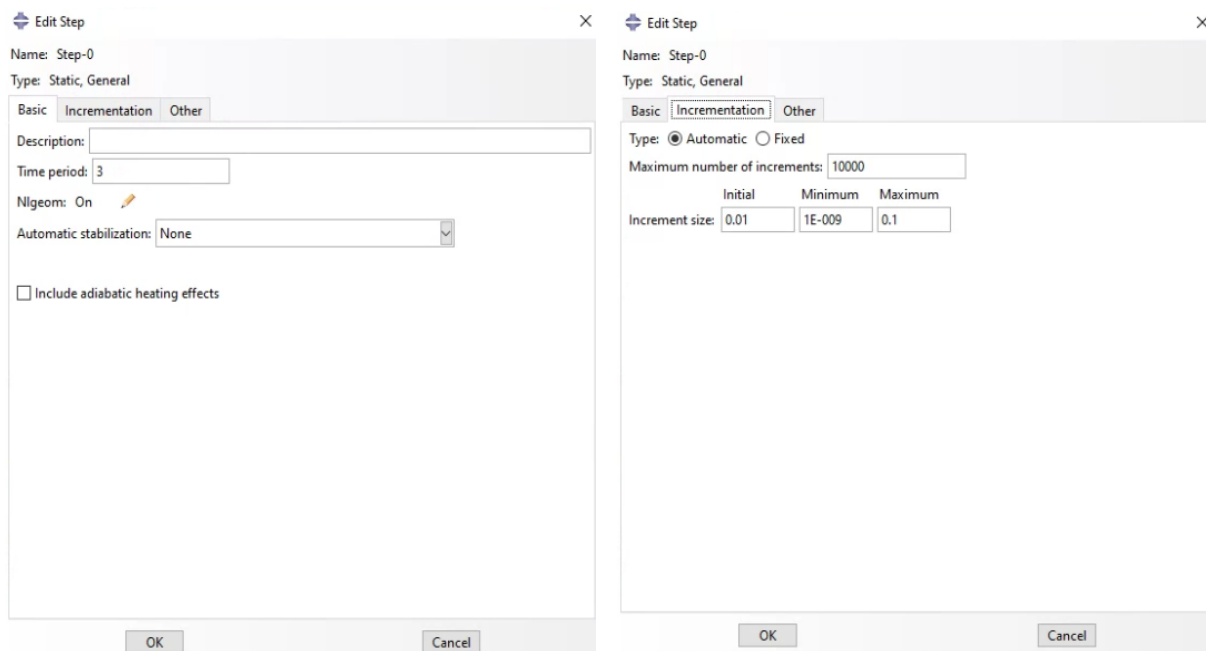 Edit Step
Name: Step-0
Type: Static, General
Basic Incrementation Other
Description:
Time period: 3
Nlgeom: On
Automatic stabilization: None
Include adiabatic heating effects
OK Cancel
Edit Step
Name: Step-0
Type: Static, General
Basic Incrementation Other
Type: Automatic Fixed
Maximum number of increments: 10000
Initial Minimum Maximum
Increment size: 0.01 1E-009 0.1
OK Cancel